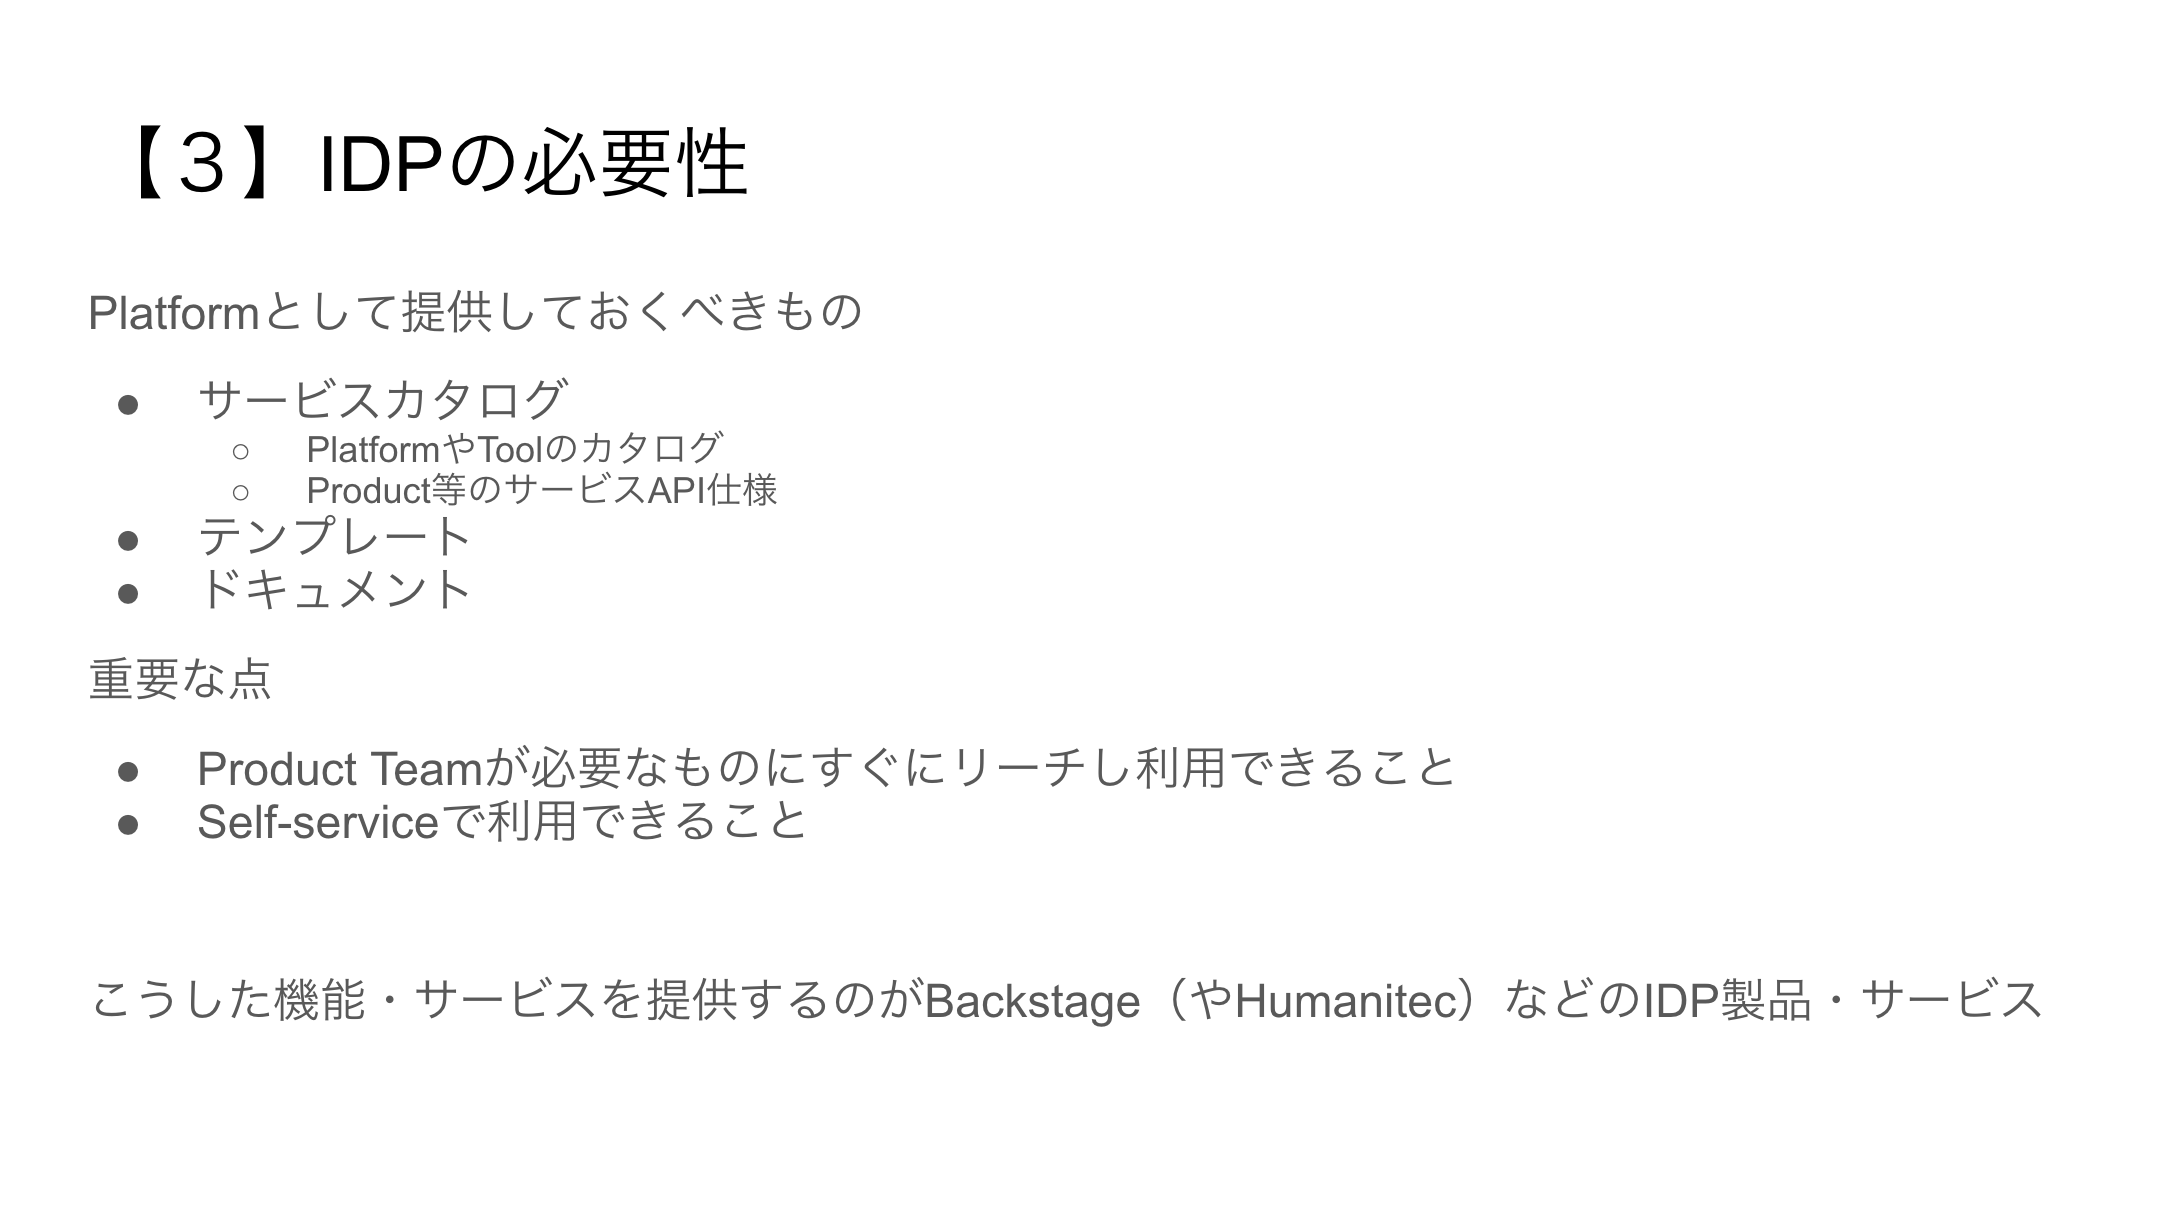 【３】IDPの必要性
Platformとして提供しておくべきもの
● サービスカタログ
○ PlatformやToolのカタログ
○ Product等のサービスAPI仕様
● テンプレート
● ドキュメント
重要な点
● Product Teamが必要なものにすぐにリーチし利用できること
● Self-serviceで利用できること
こうした機能・サービスを提供するのがBackstage（やHumanitec）などのIDP製品・サービス